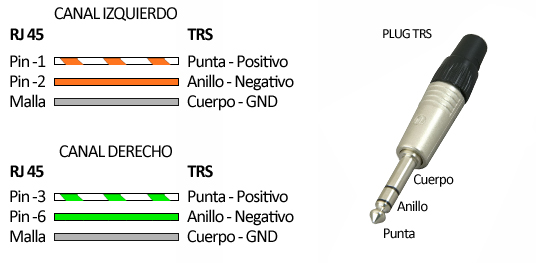 CANAL IZQUIERDO
RJ 45 TRS
Pin -1 Punta - Positivo
Pin -2 Anillo - Negativo
Malla Cuerpo - GND
CANAL DERECHO
RJ 45 TRS
Pin -3 Punta - Positivo
Pin -6 Anillo - Negativo
Malla Cuerpo - GND
PLUG TRS
Cuerpo
Anillo
Punta